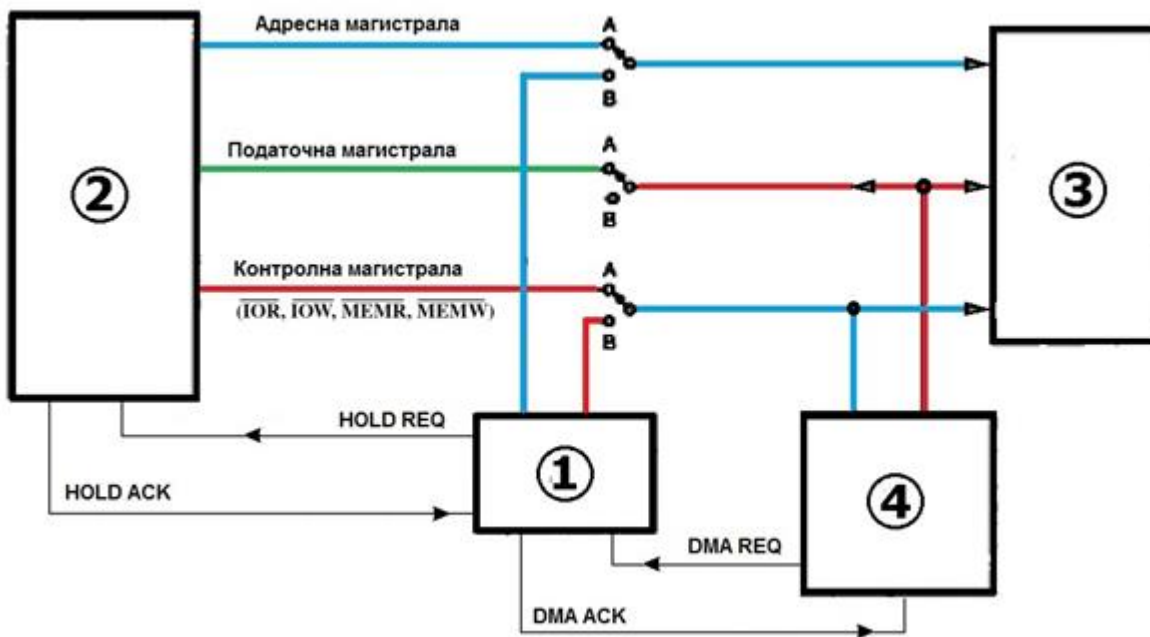 Адресна магистрала
A
B
Податочна магистрала
A
B
Контролна магистрала
(IOR, IOW, MEMR, MEMW)
A
B
②
③
HOLD REQ
①
④
HOLD ACK
DMA REQ
DMA ACK